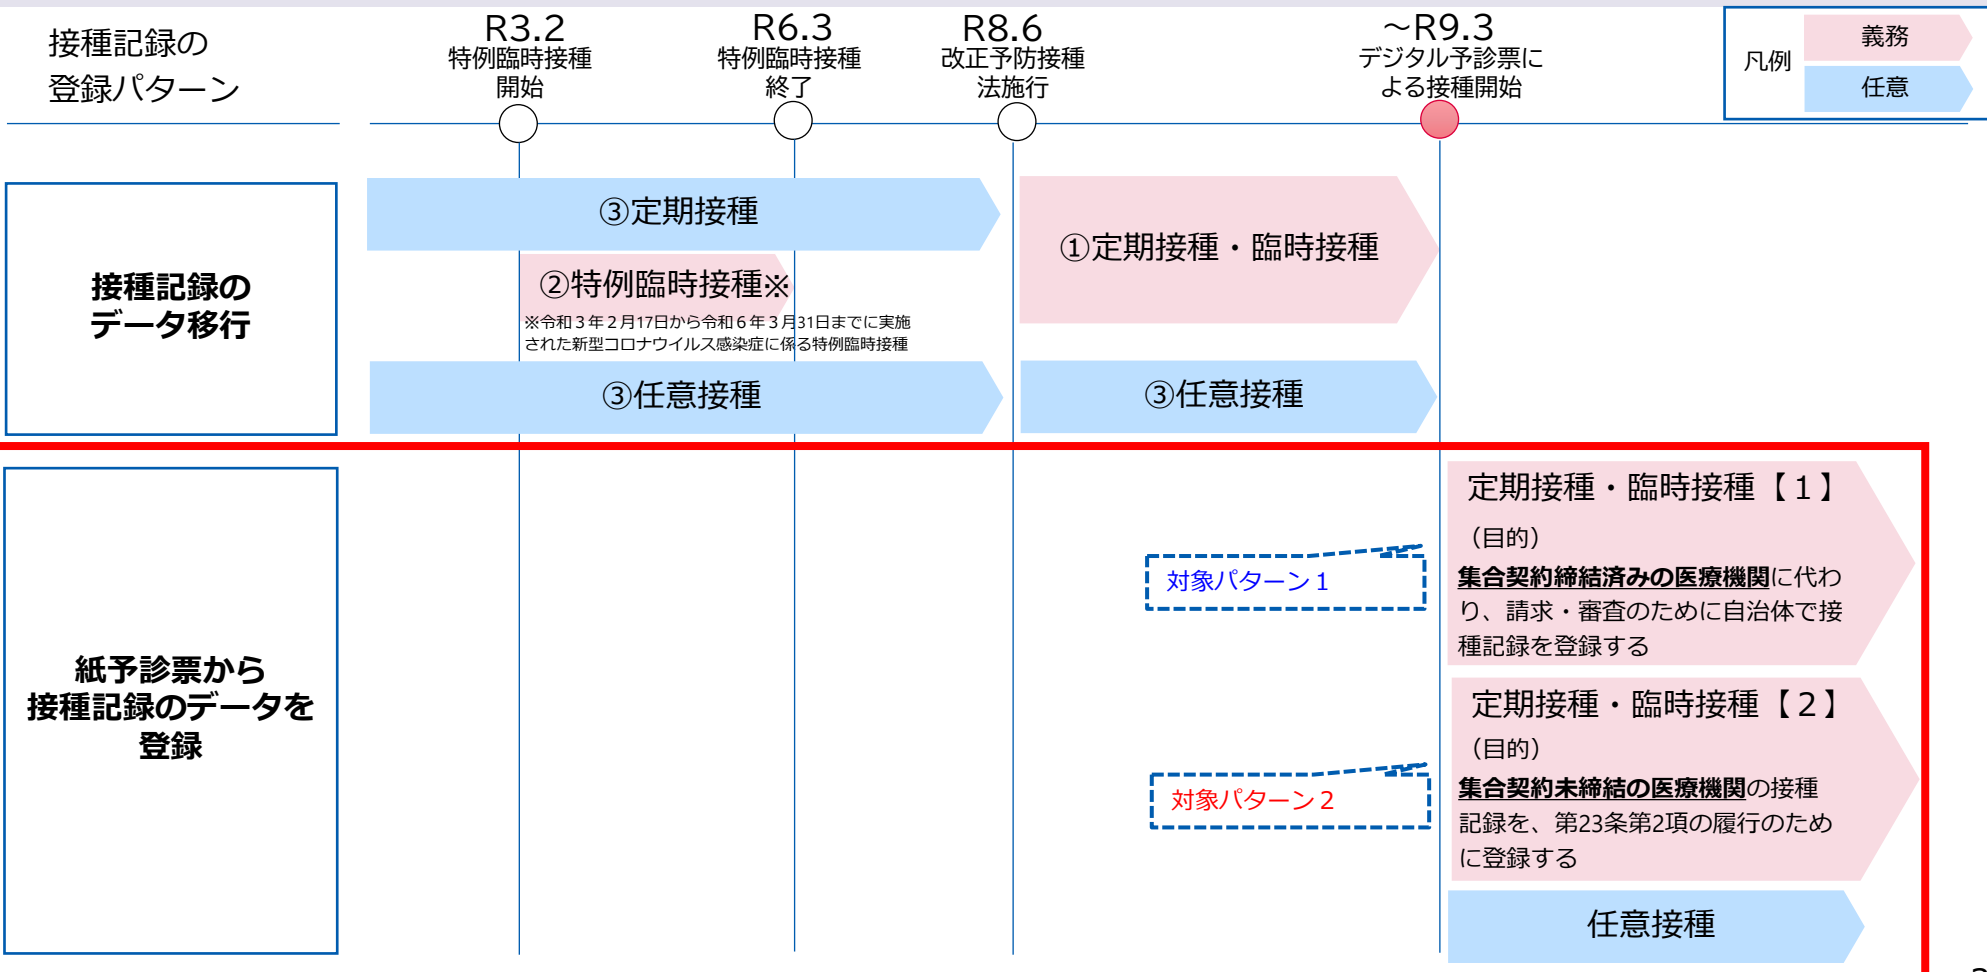 接種記録の
登録パターン
R3.2
特例臨時接種
開始
R6.3
特例臨時接種
終了
R8.6
改正予防接種
法施行
～R9.3
デジタル予診票に
よる接種開始
凡例
義務
任意
接種記録の
データ移行
③定期接種
②特例臨時接種※
※令和３年２月17日から令和６年３月31日までに実施
された新型コロナウイルス感染症に係る特例臨時接種
③任意接種
①定期接種・臨時接種
③任意接種
紙予診票から
接種記録のデータを
登録
対象パターン１
定期接種・臨時接種【１】
（目的）
集合契約締結済みの医療機関に代わ
り、請求・審査のために自治体で接
種記録を登録する
対象パターン２
定期接種・臨時接種【２】
（目的）
集合契約未締結の医療機関の接種
記録を、第23条第2項の履行のため
に登録する
任意接種